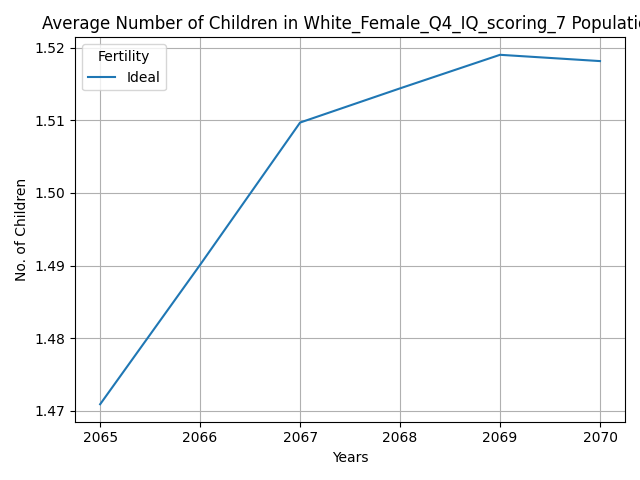 Average Number of Children in White_Female_Q4_IQ_scoring_7 Populatio
1.52
1.51
1.50
1.49
1.48
1.47
No. of Children
Fertility
Ideal
2065 2066 2067 2068 2069 2070
Years